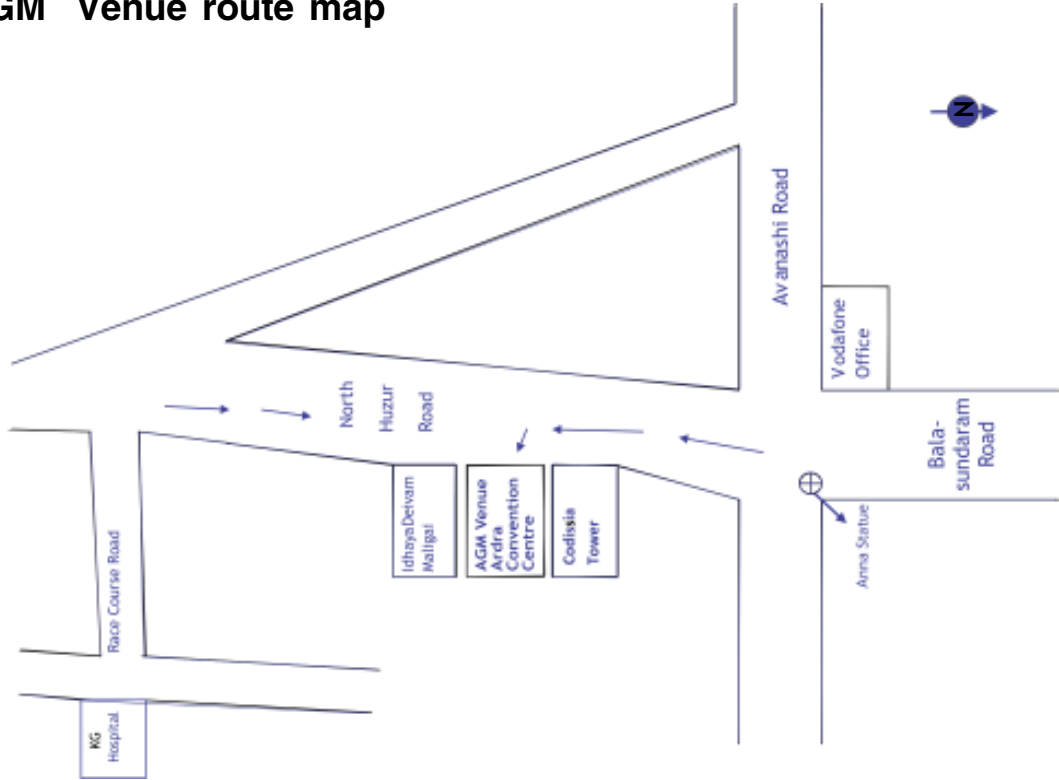 GM Venue route map
N
Avanashi Road
Vodafone
Office
Bala-
sundaram
Road
Anna Statue
North
Huzur
Road
IdhayaDeivam
Maligai
AGM Venue
Ardra
Convention
Centre
Codissia
Tower
Race Course Road
KG
Hospital